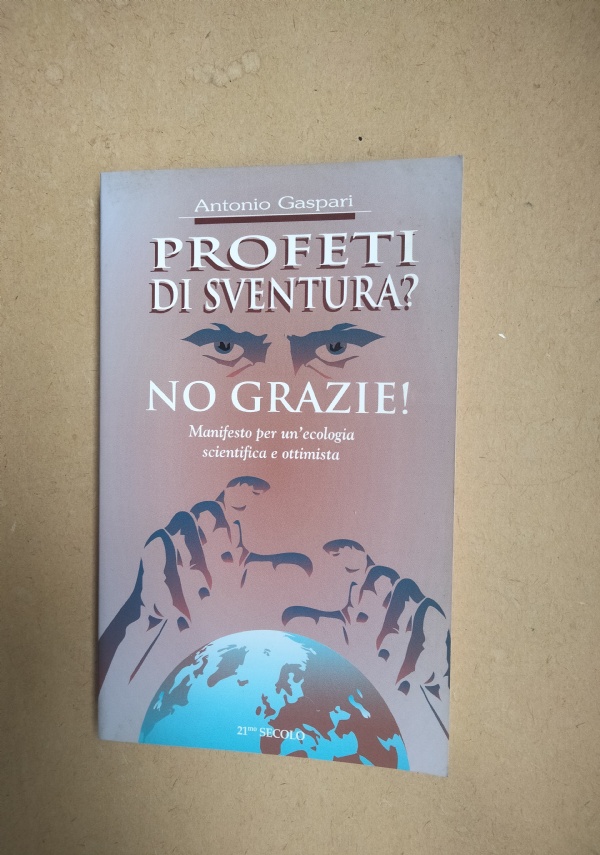 Antonio Gaspari
PROFETI
DI SVENTURA?
NO GRAZIE!
Manifesto per un'ecologia
scientifica e ottimista
21mo SECOLO